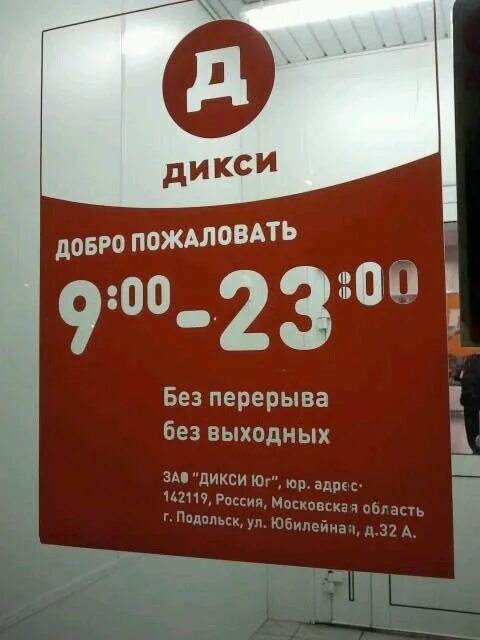 Д
ДИКСИ
ДОБРО ПОЖАЛОВАТЬ
9:00-23:00
Без перерыва
без выходных
ЗАО "ДИКСИ Юг", юр. адрес:
142119, Россия, Московская область
г. Подольск, ул. Юбилейная, д.32 А.